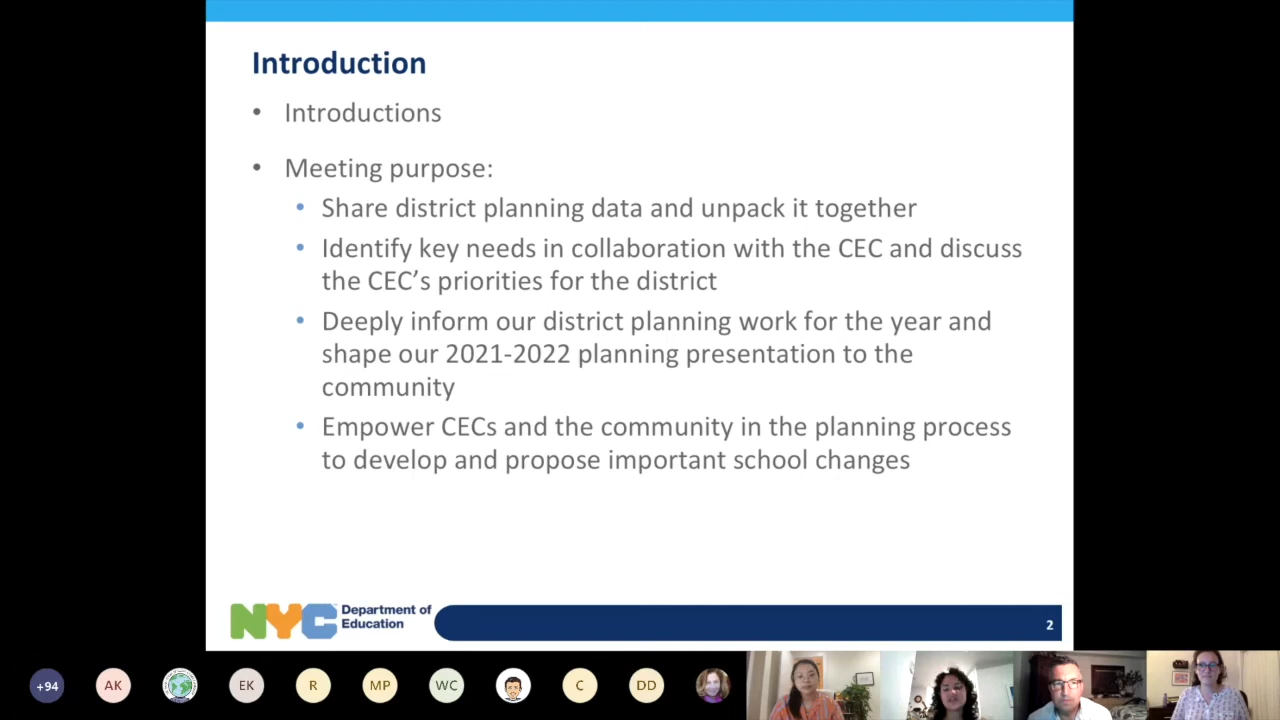 Introduction
• Introductions
• Meeting purpose:
• Share district planning data and unpack it together
• Identify key needs in collaboration with the CEC and discuss
the CEC’s priorities for the district
• Deeply inform our district planning work for the year and
shape our 2021-2022 planning presentation to the
community
• Empower CECs and the community in the planning process
to develop and propose important school changes
NYC Department of
Education
2
+94 AK EK R MP WC C DD